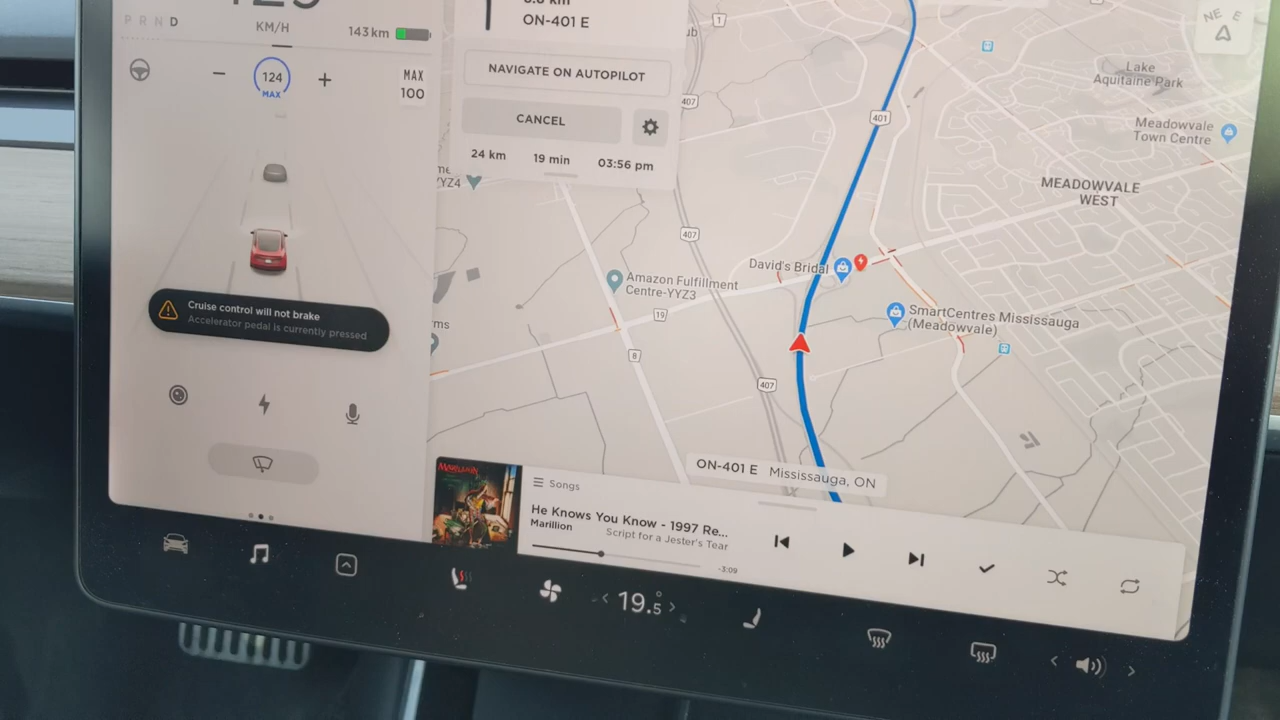 P R N D
KM/H
143 km
124
MAX
MAX
100
ON-401 E
NAVIGATE ON AUTOPILOT
CANCEL
24 km 19 min 03:56 pm
Cruise control will not brake
Accelerator pedal is currently pressed
1
407
YYZ4
407
401
NE E
Lake
Aquitaine Park
Meadowvale
Town Centre
MEADOWVALE
WEST
David's Bridal
Amazon Fulfillment
Centre-YYZ3
19
8
407
SmartCentres Mississauga
(Meadowvale)
ON-401 E Mississauga, ON
Songs
He Knows You Know - 1997 Re...
Marillion Script for a Jester's Tear
-3:09
19.5